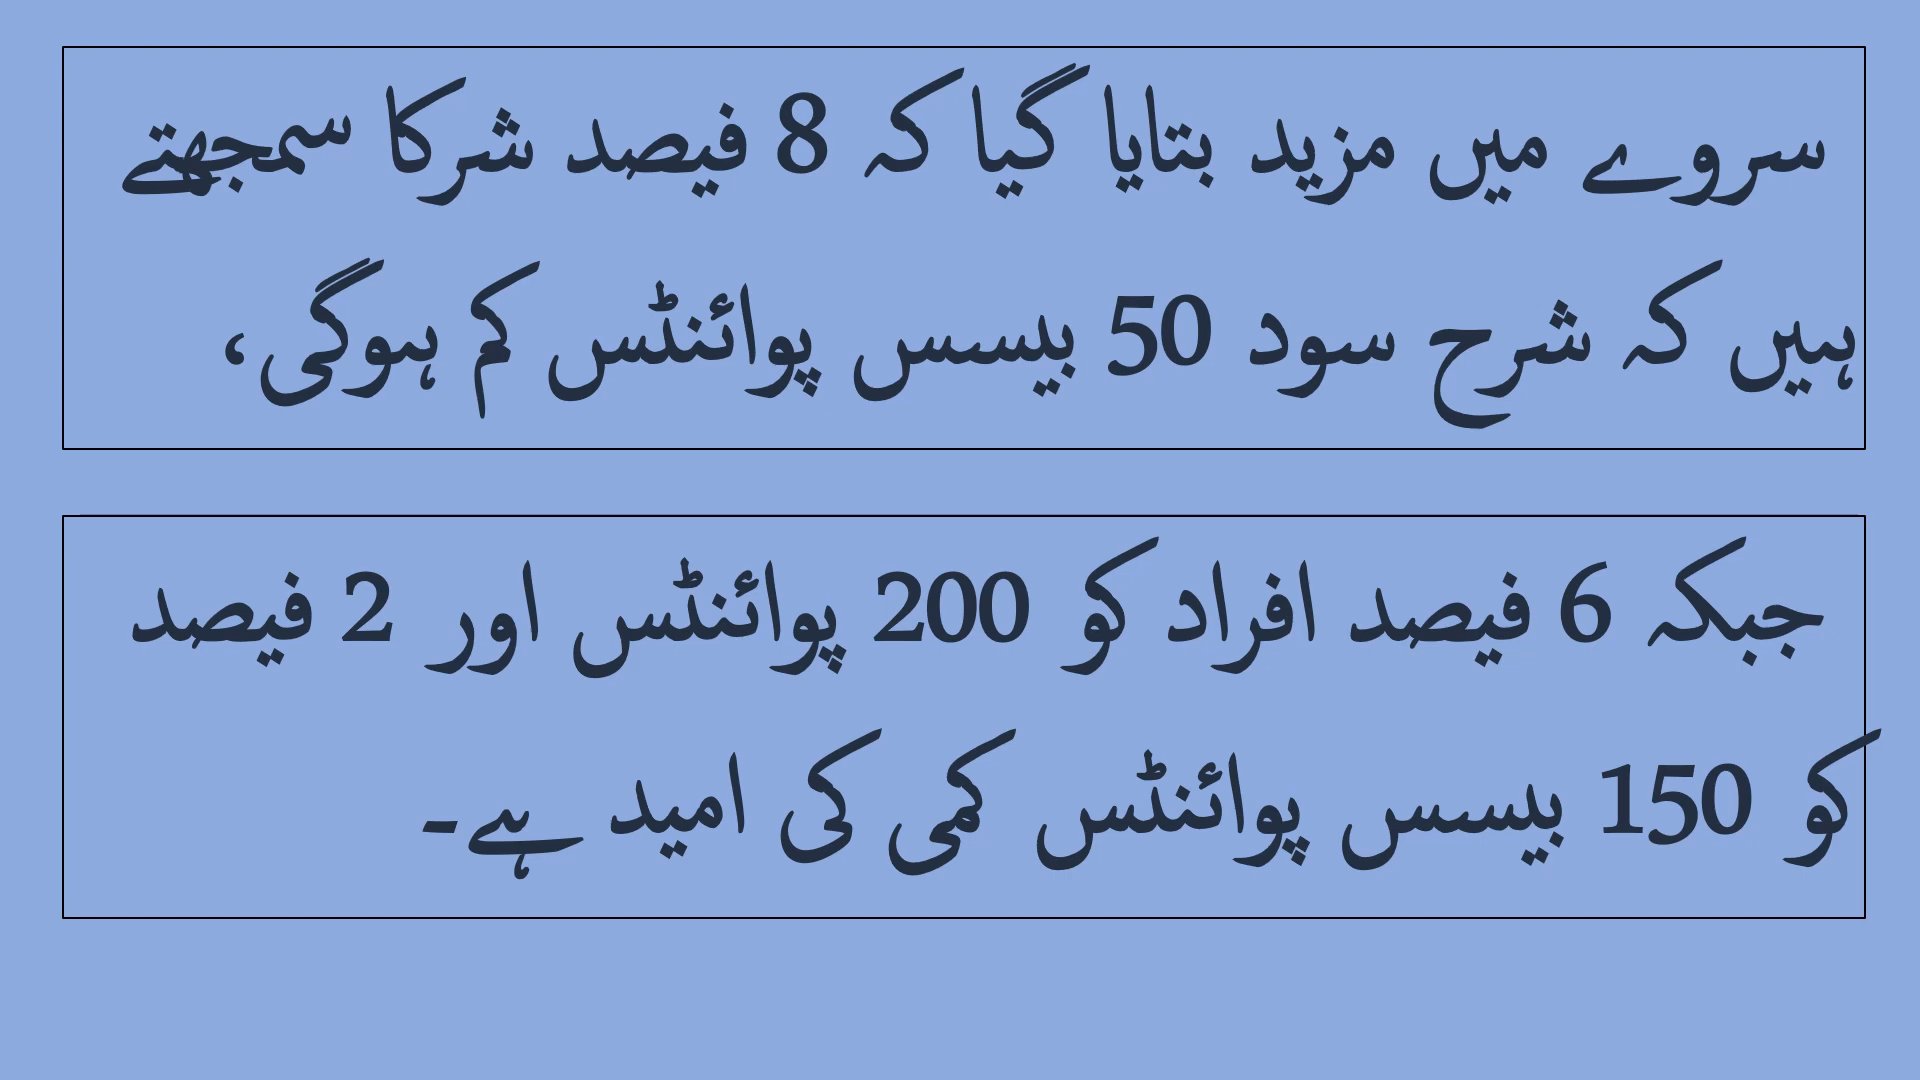 سروے میں مزید بتایا گیا کہ 8 فیصد شرکا سمجھتے
ہیں کہ شرح سود 50 بیسس پوائنٹس کم ہوگی،
جبکہ 6 فیصد افراد کو 200 پوائنٹس اور 2 فیصد
کو 150 بیسس پوائنٹس کمی کی امید ہے۔